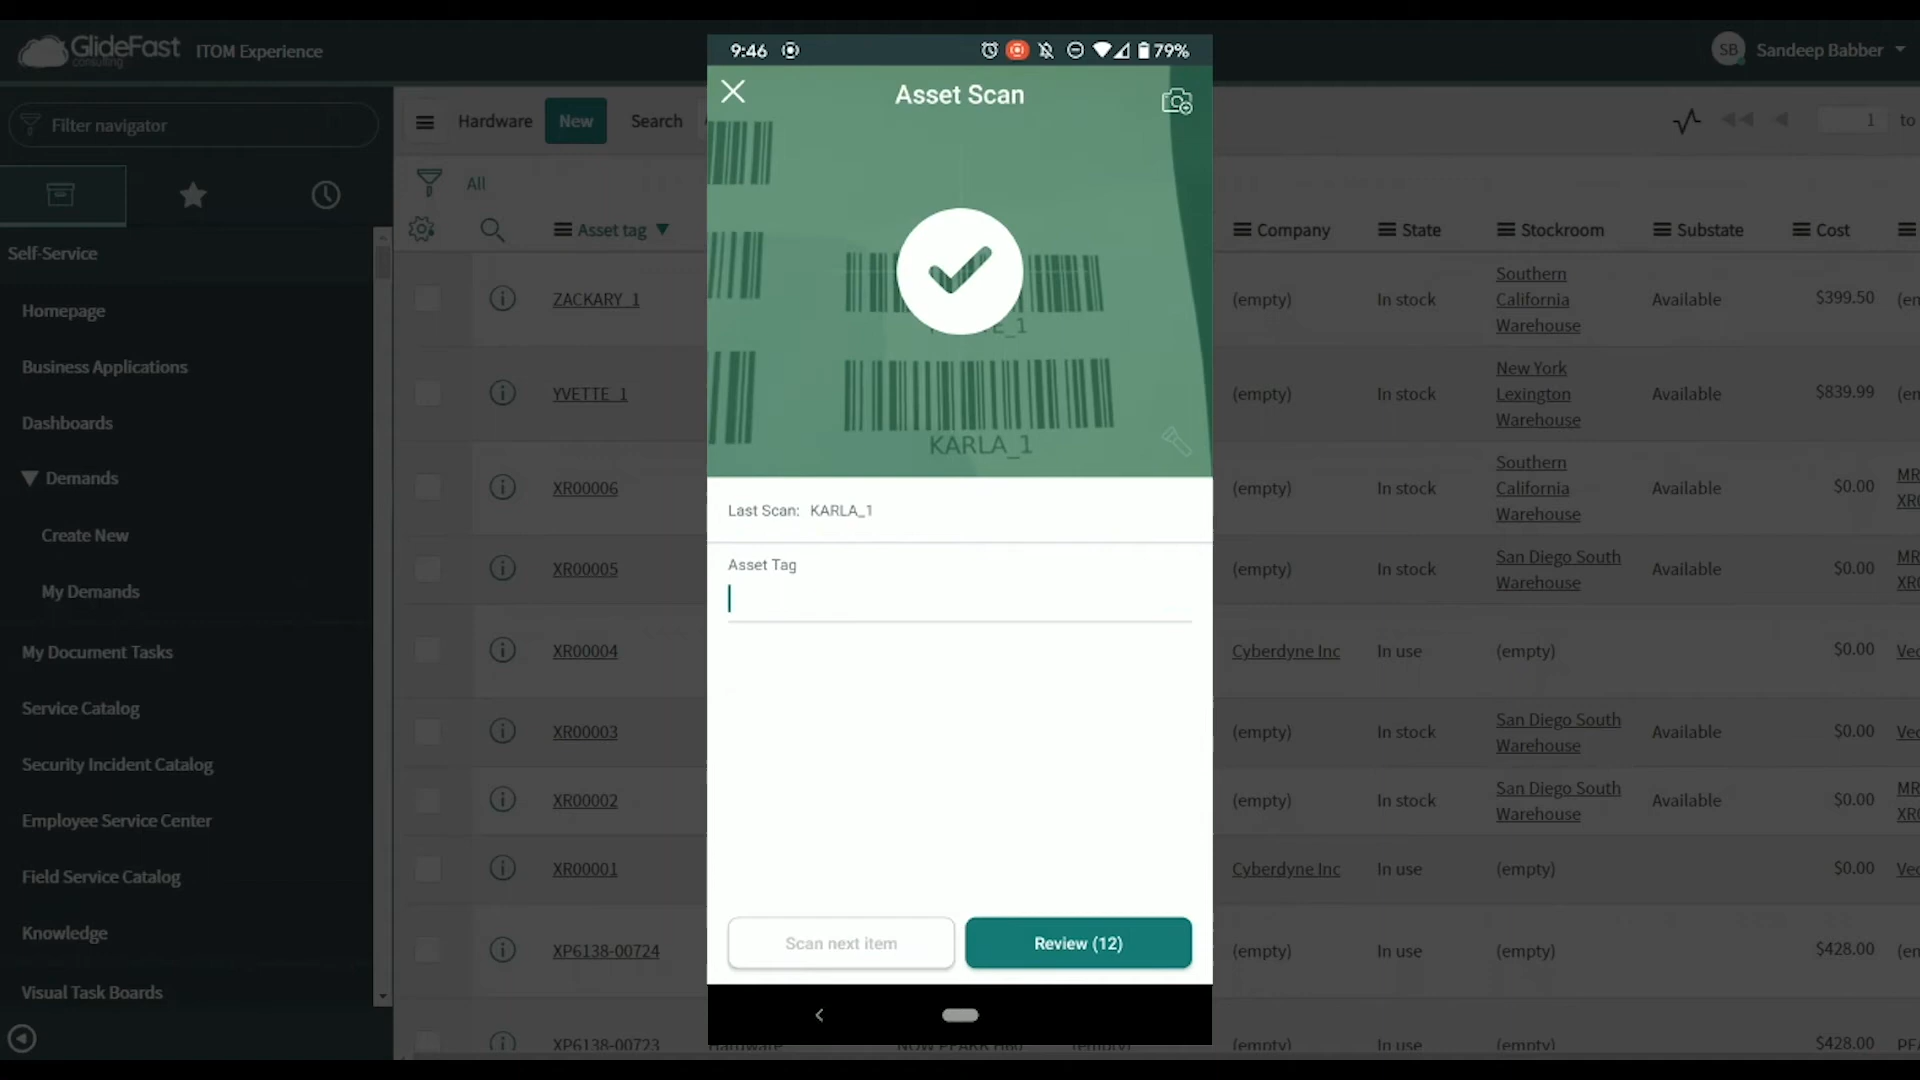 GlideFast
consulting
ITOM Experience
SB Sandeep Babber
Filter navigator
Self-Service
Homepage
Business Applications
Dashboards
Demands
Create New
My Demands
My Document Tasks
Service Catalog
Security Incident Catalog
Employee Service Center
Field Service Catalog
Knowledge
Visual Task Boards
Hardware New Search
1 to
All
Asset tag Company State Stockroom Substate Cost
ZACKARY_1 (empty) In stock Southern California Warehouse Available $399.50
YVETTE_1 (empty) In stock New York Lexington Warehouse Available $839.99
XR00006 (empty) In stock Southern California Warehouse Available $0.00
XR00005 (empty) In stock San Diego South Warehouse Available $0.00
XR00004 Cyberdyne Inc In use (empty) $0.00
XR00003 (empty) In stock San Diego South Warehouse Available $0.00
XR00002 (empty) In stock San Diego South Warehouse Available $0.00
XR00001 Cyberdyne Inc In use (empty) $0.00
XP6138-00724 (empty) In use (empty) $428.00
XP6138-00723 Hardware (empty) (empty) In use (empty) $428.00
9:46 79%
Asset Scan
KARLA_1
Last Scan: KARLA_1
Asset Tag
Scan next item Review (12)